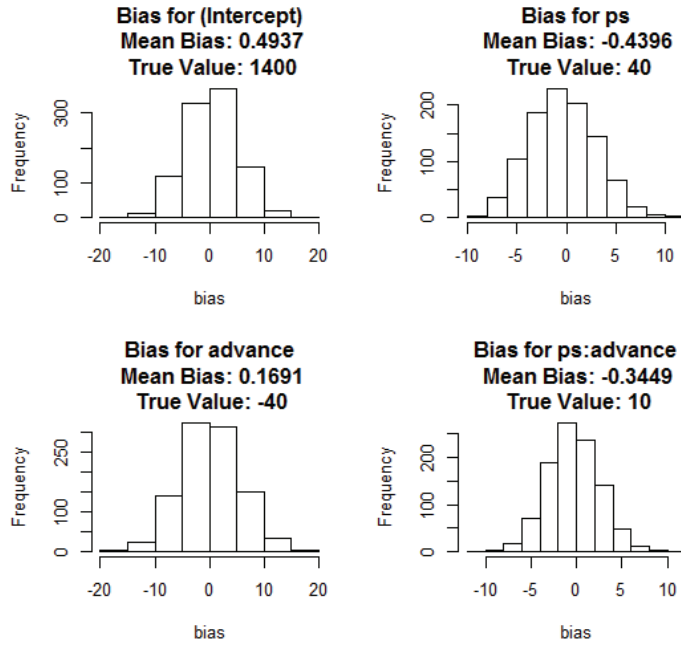 Bias for (Intercept)
Mean Bias: 0.4937
True Value: 1400
Frequency
300
100
0
-20 -10 0 10 20
bias
Bias for ps
Mean Bias: -0.4396
True Value: 40
Frequency
200
100
0
-10 -5 0 5 10
bias
Bias for advance
Mean Bias: 0.1691
True Value: -40
Frequency
250
100
0
-20 -10 0 10 20
bias
Bias for ps:advance
Mean Bias: -0.3449
True Value: 10
Frequency
200
100
0
-10 -5 0 5 10
bias